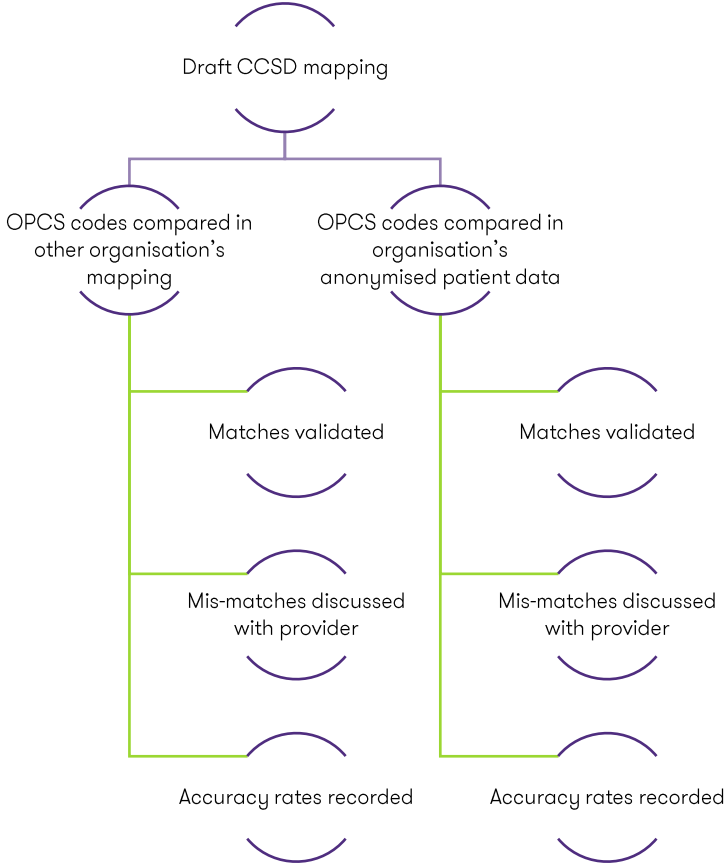 Draft CCSD mapping
OPCS codes compared in
other organisation's
mapping
OPCS codes compared in
organisation's
anonymised patient data
Matches validated
Mis-matches discussed
with provider
Accuracy rates recorded
Matches validated
Mis-matches discussed
with provider
Accuracy rates recorded